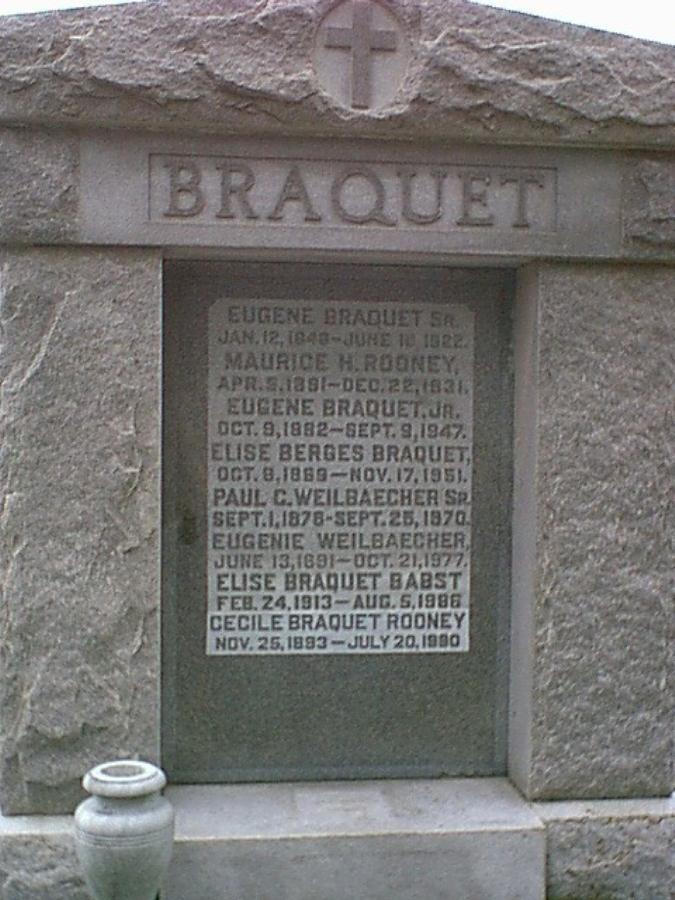 BRAQUET
EUGENE BRAQUET SR.
JAN. 12, 1848-JUNE 18 1922.
MAURICE H. ROONEY,
APR. 5, 1891-DEC. 22, 1931.
EUGENE BRAQUET, JR.
OCT. 9, 1882-SEPT. 9, 1947.
ELISE BERGES BRAQUET,
OCT. 8, 1869-NOV. 17, 1951.
PAUL C. WEILBAECHER SR.
SEPT. 1, 1876-SEPT. 25, 1970.
EUGENIE WEILBAECHER,
JUNE 13, 1891-OCT. 21, 1977.
ELISE BRAQUET BABST
FEB. 24, 1913-AUG. 5, 1986
CECILE BRAQUET ROONEY
NOV. 25, 1893-JULY 20, 1990